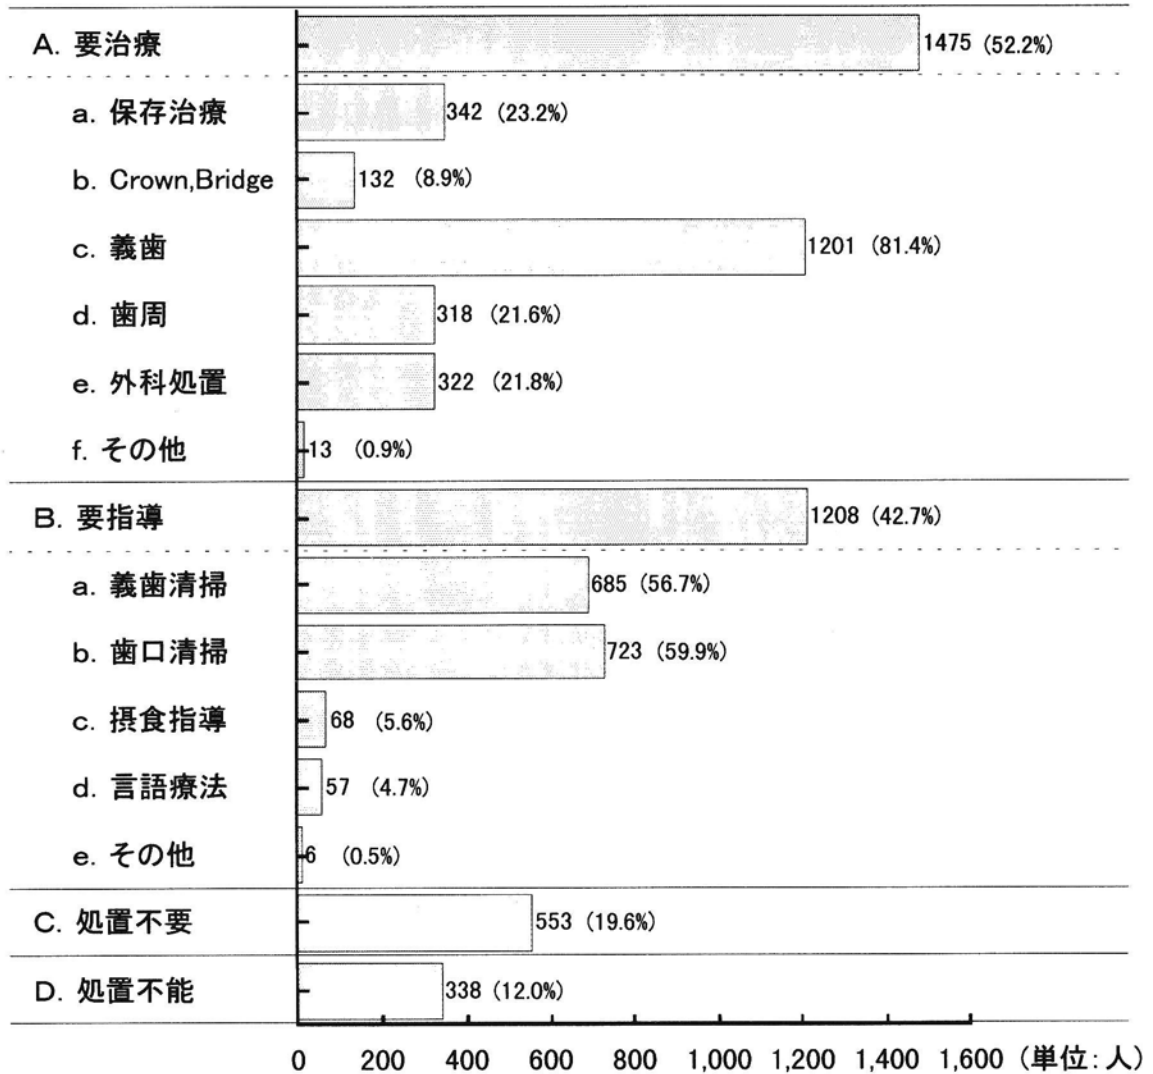 A. 要治療 1475 (52.2%)
a. 保存治療 342 (23.2%)
b. Crown,Bridge 132 (8.9%)
c. 義歯 1201 (81.4%)
d. 歯周 318 (21.6%)
e. 外科処置 322 (21.8%)
f. その他 13 (0.9%)
B. 要指導 1208 (42.7%)
a. 義歯清掃 685 (56.7%)
b. 歯口清掃 723 (59.9%)
c. 摂食指導 68 (5.6%)
d. 言語療法 57 (4.7%)
e. その他 6 (0.5%)
C. 処置不要 553 (19.6%)
D. 処置不能 338 (12.0%)
0 200 400 600 800 1,000 1,200 1,400 1,600 (単位:人)